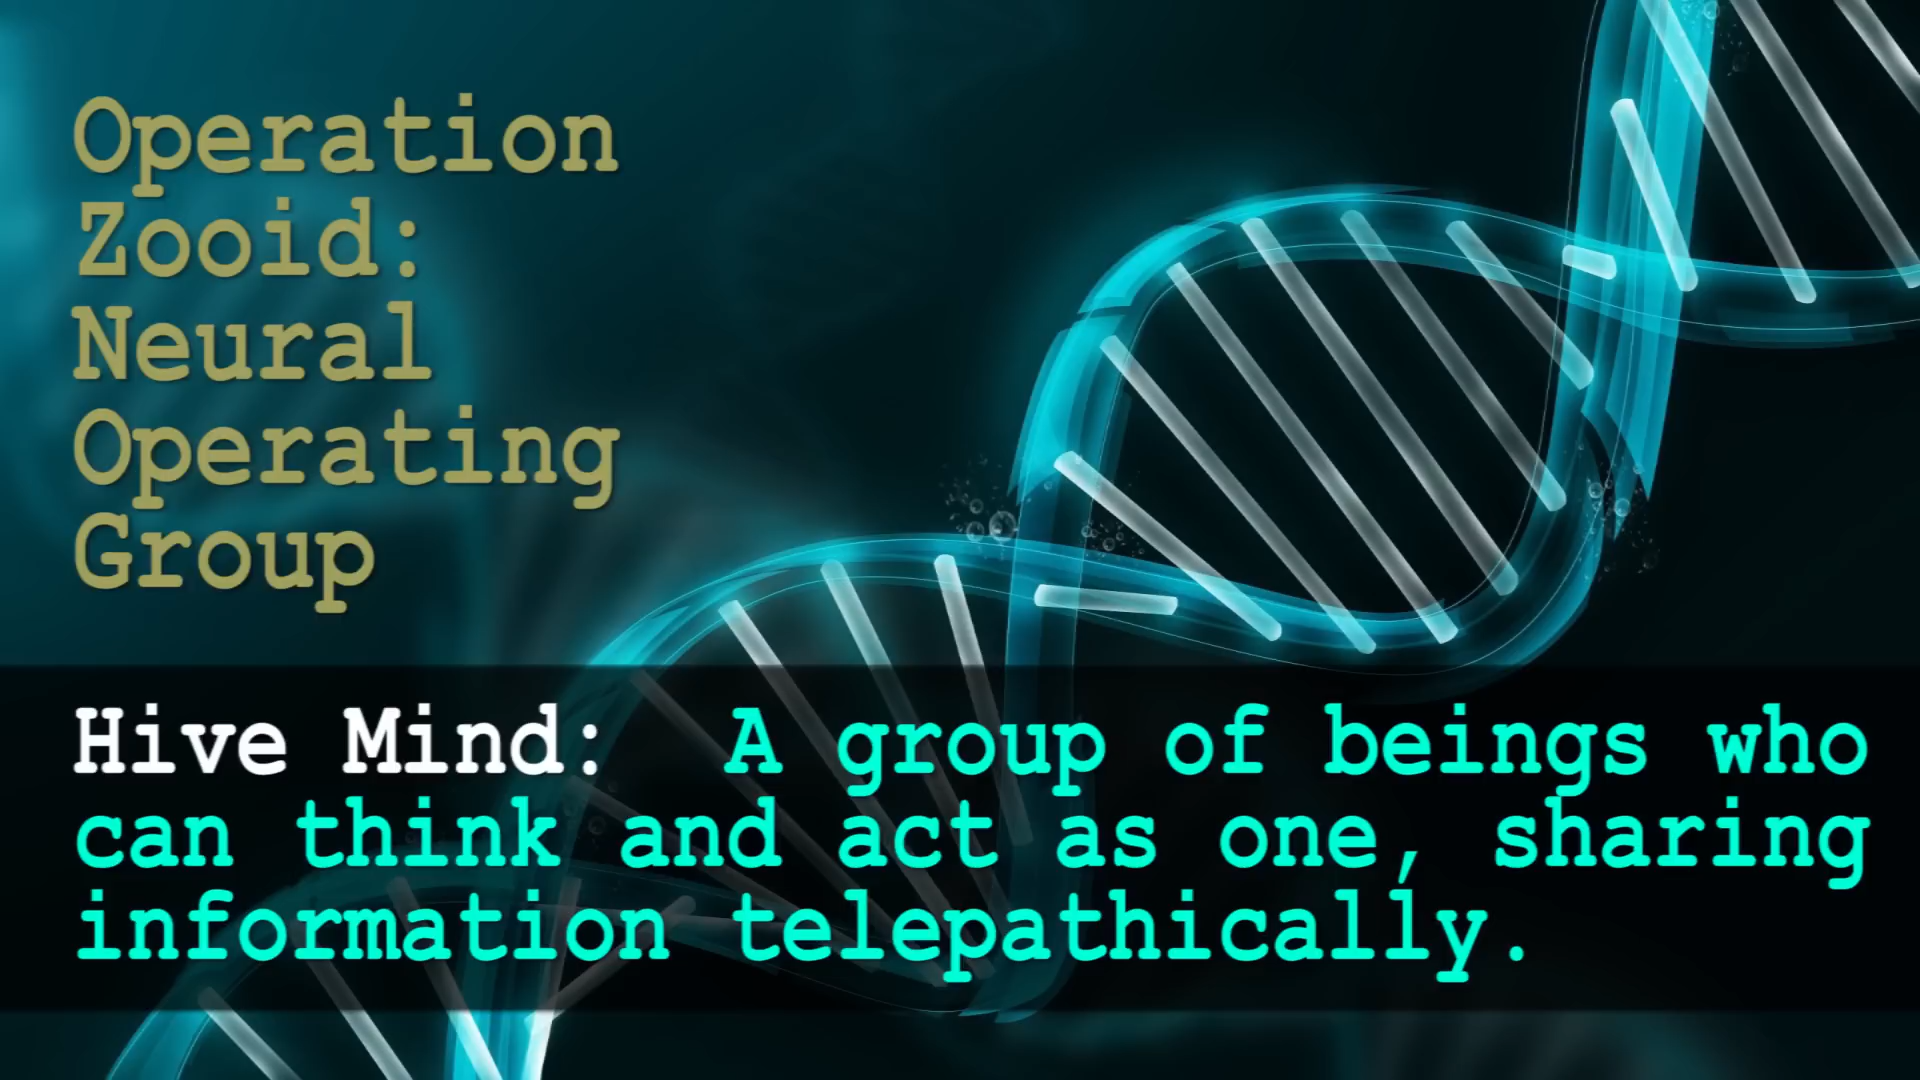 Operation
Zooid:
Neural
Operating
Group
Hive Mind:  A group of beings who
can think and act as one, sharing
information telepathically.